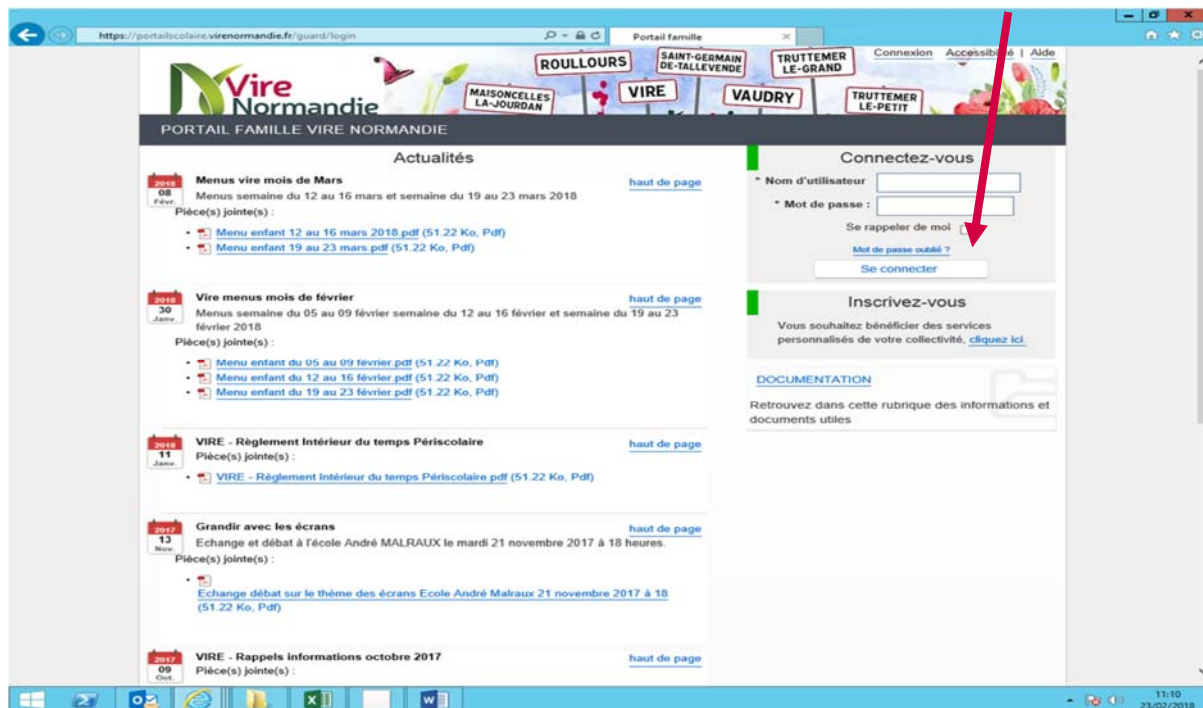 https://portailscolaire.virenormandie.fr/guard/login
Portail famille
Vire
Normandie
MAISONCELLES
LA-JOURDAN
ROULLOURS
VIRE
SAINT-GERMAIN
DE-TALLEVENDE
VAUDRY
TRUTTEMER
LE-GRAND
TRUTTEMER
LE-PETIT
Connexion Accessibilité | Aide
PORTAIL FAMILLE VIRE NORMANDIE
Actualités
2018
08
Févr.
Menus vire mois de Mars
haut de page
Menus semaine du 12 au 16 mars et semaine du 19 au 23 mars 2018
Pièce(s) jointe(s) :
Menu enfant 12 au 16 mars 2018.pdf (51.22 Ko, Pdf)
Menu enfant 19 au 23 mars.pdf (51.22 Ko, Pdf)
2018
30
Janv.
Vire menus mois de février
haut de page
Menus semaine du 05 au 09 février semaine du 12 au 16 février et semaine du 19 au 23
février 2018
Pièce(s) jointe(s) :
Menu enfant du 05 au 09 février.pdf (51.22 Ko, Pdf)
Menu enfant du 12 au 16 février.pdf (51.22 Ko, Pdf)
Menu enfant du 19 au 23 février.pdf (51.22 Ko, Pdf)
2018
11
Janv.
VIRE - Règlement Intérieur du temps Périscolaire
haut de page
Pièce(s) jointe(s) :
VIRE - Règlement Intérieur du temps Périscolaire.pdf (51.22 Ko, Pdf)
2017
13
Nov.
Grandir avec les écrans
haut de page
Echange et débat à l'école André MALRAUX le mardi 21 novembre 2017 à 18 heures.
Pièce(s) jointe(s) :
Echange débat sur le thème des écrans Ecole André Malraux 21 novembre 2017 à 18
(51.22 Ko, Pdf)
2017
09
Oct.
VIRE - Rappels informations octobre 2017
haut de page
Pièce(s) jointe(s) :
Connectez-vous
* Nom d'utilisateur
* Mot de passe :
Se rappeler de moi
Mot de passe oublié ?
Se connecter
Inscrivez-vous
Vous souhaitez bénéficier des services
personnalisés de votre collectivité, cliquez ici.
DOCUMENTATION
Retrouvez dans cette rubrique des informations et
documents utiles
11:10
23/02/2018